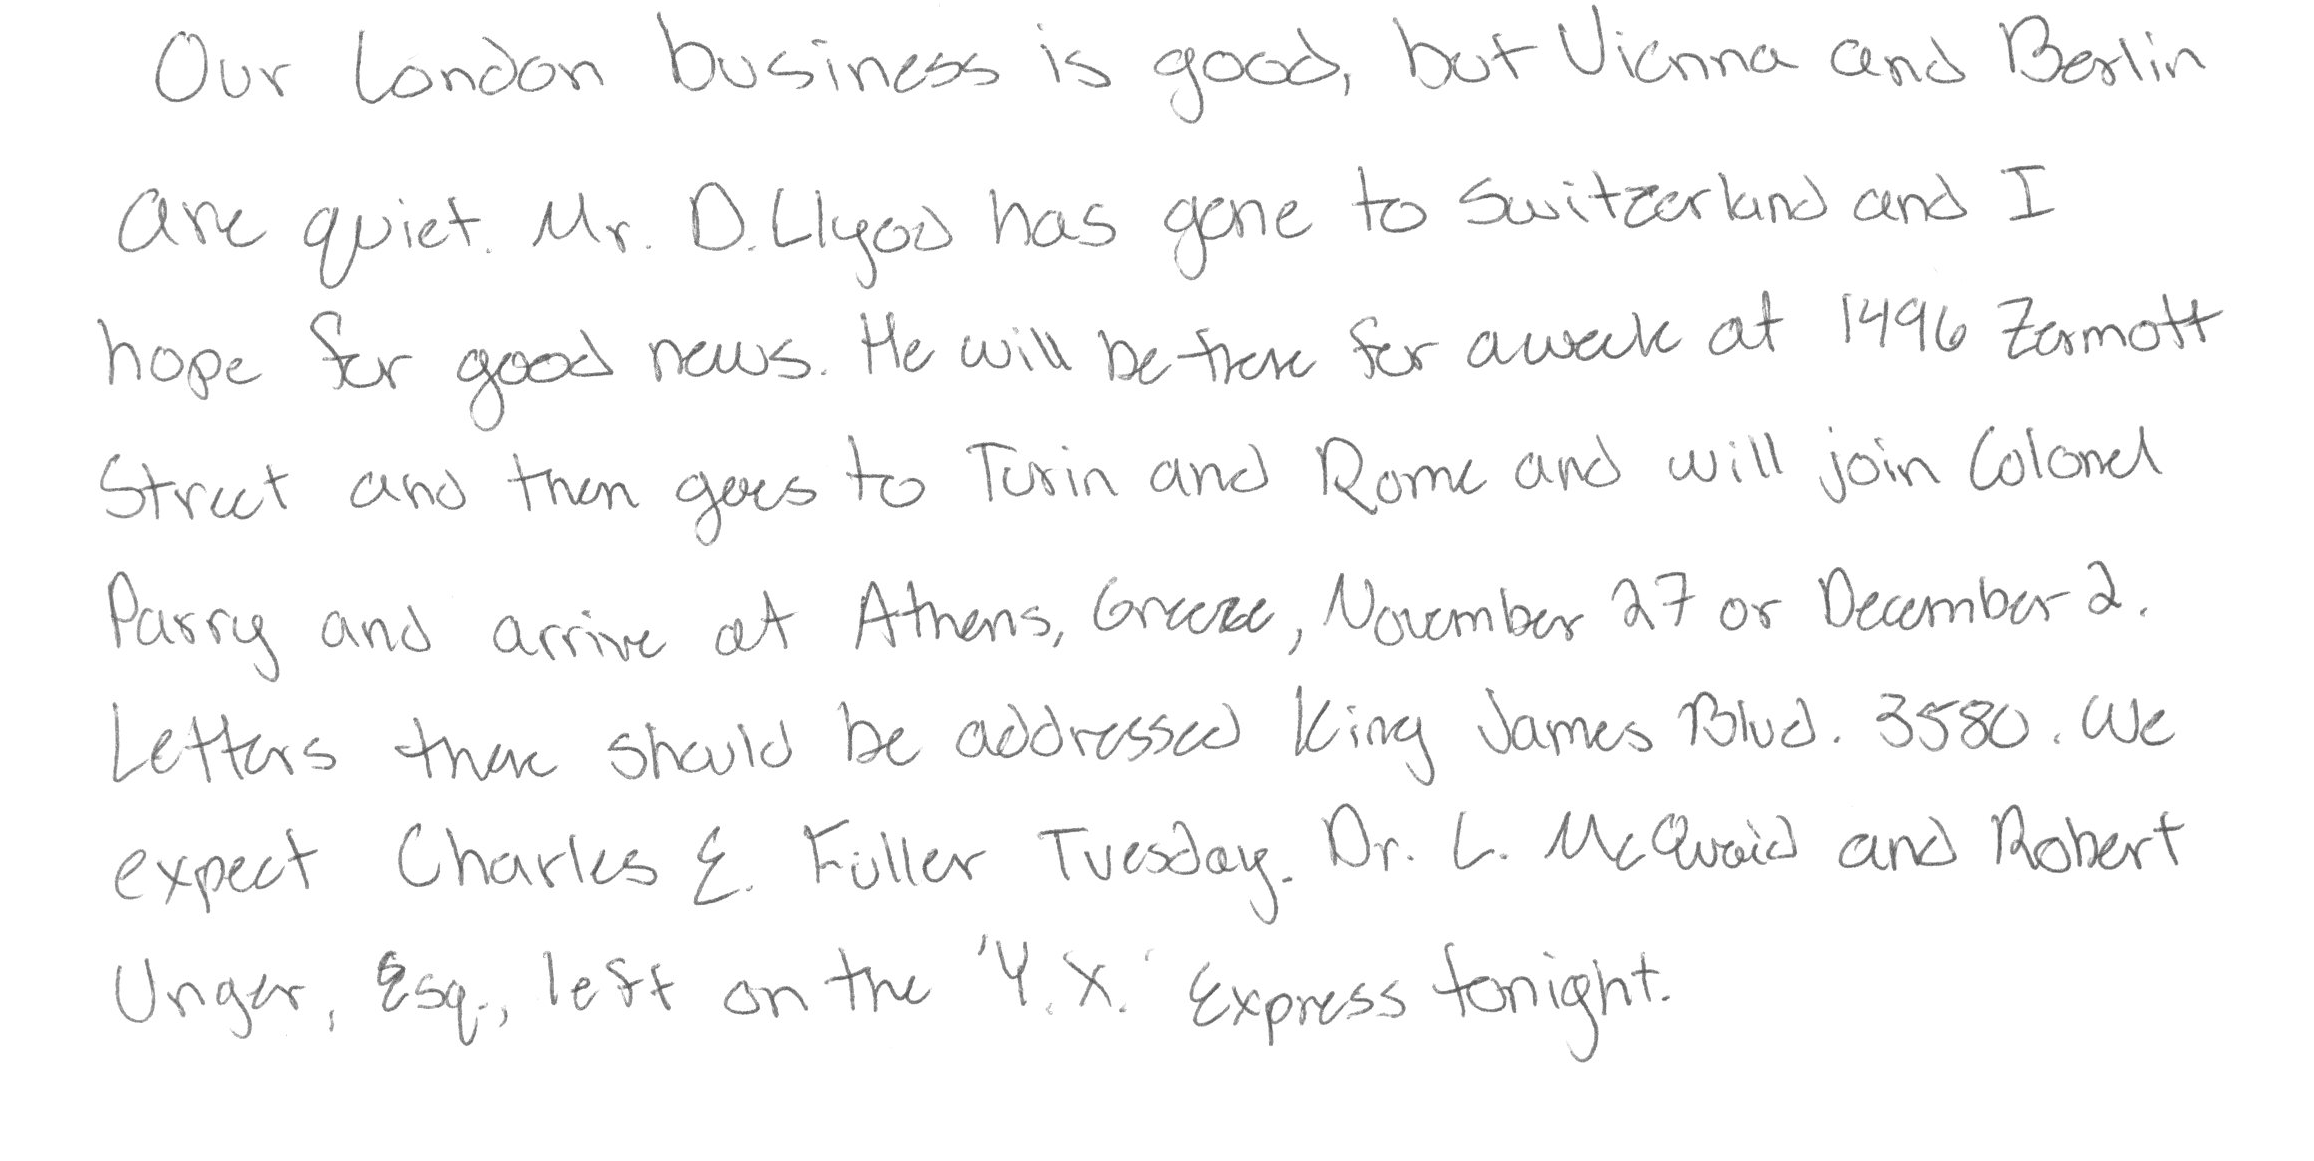 Our London business is good, but Vienna and Berlin
are quiet. Mr. D. Llyod has gone to Switzerland and I
hope for good news. He will be there for a week at 1496 Zermott
Street and then goes to Turin and Rome and will join Colonel
Parry and arrive at Athens, Greece, November 27 or December 2.
Letters there should be addressed King James Blvd. 3580. We
expect Charles E. Fuller Tuesday. Dr. L. McQuaid and Robert
Unger, Esq., left on the 'Y.X.' Express tonight.